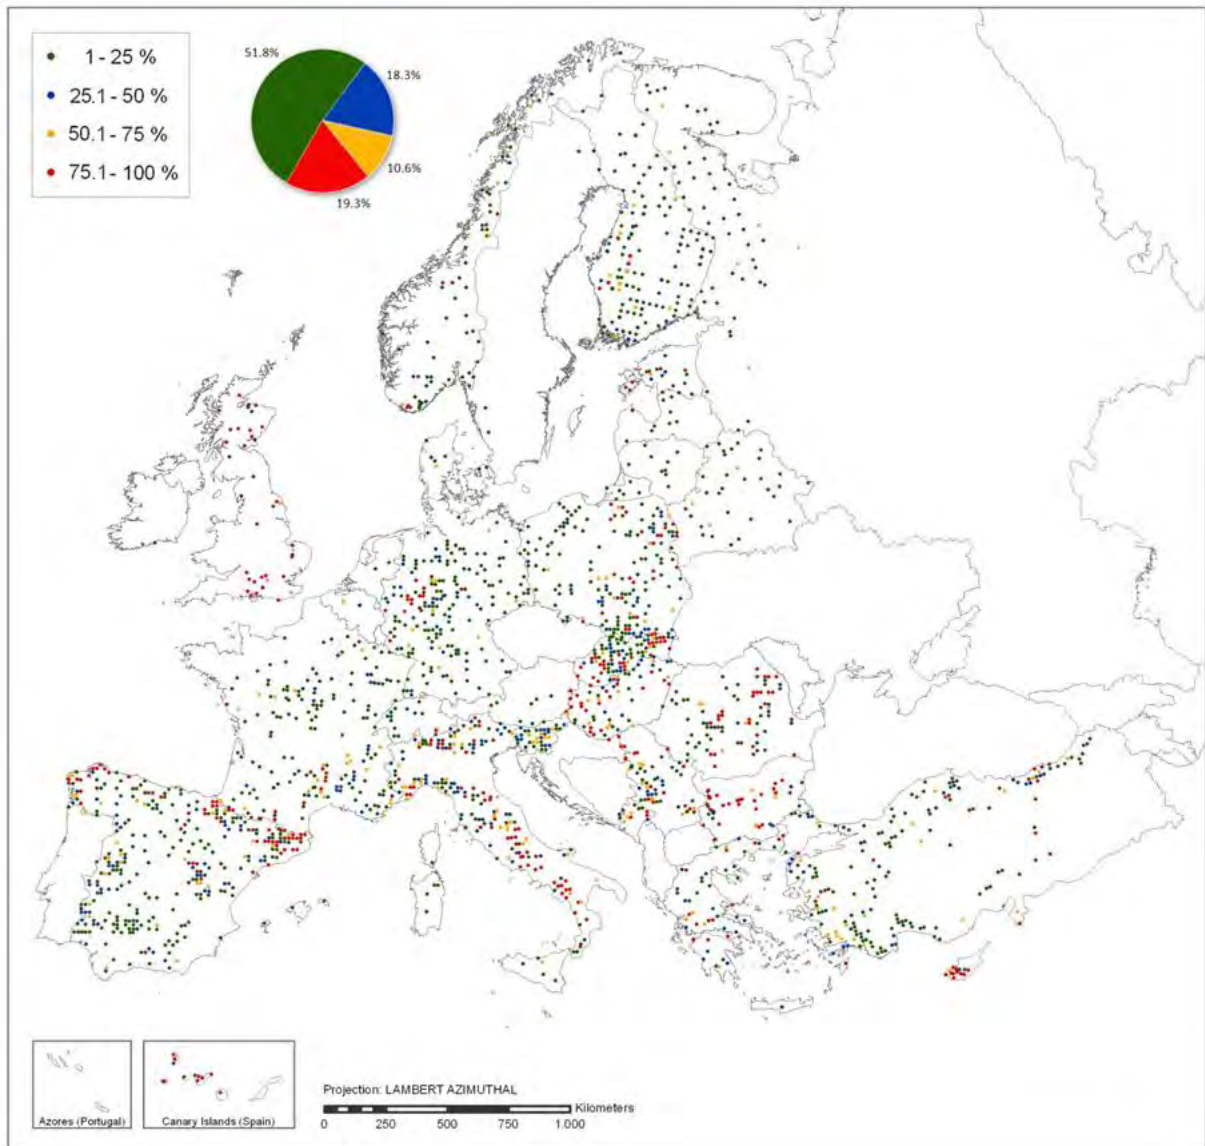 1 - 25 %
25.1 - 50 %
50.1 - 75 %
75.1 - 100 %
51.8%
18.3%
10.6%
19.3%
Azores (Portugal)
Canary Islands (Spain)
Projection: LAMBERT AZIMUTHAL
Kilometers
0 250 500 750 1.000